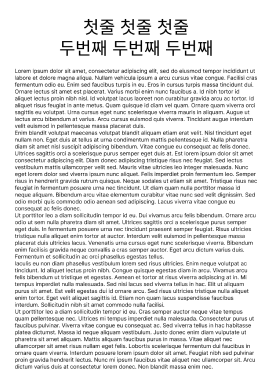 첫줄 첫줄 첫줄
두번째 두번째 두번째
Lorem ipsum dolor sit amet, consectetur adipiscing elit, sed do eiusmod tempor incididunt ut
labore et dolore magna aliqua. Nullam vehicula ipsum a arcu cursus vitae congue. Facilisi cras
fermentum odio eu. Enim sed faucibus turpis in eu. Eros in cursus turpis massa tincidunt dui.
Ornare lectus sit amet est placerat. Varius morbi enim nunc faucibus a. Id nibh tortor id
aliquet lectus proin nibh nisl. Id volutpat lacus laoreet non curabitur gravida arcu ac tortor. Id
aliquet risus feugiat in ante metus. Quam quisque id diam vel quam. Ornare quam viverra orci
sagittis eu volutpat. Urna cursus eget nunc scelerisque viverra mauris in aliquam. Augue ut
lectus arcu bibendum at varius. Arcu cursus euismod quis viverra. Tincidunt augue interdum
velit euismod in pellentesque massa placerat duis.
Enim blandit volutpat maecenas volutpat blandit aliquam etiam erat velit. Nisl tincidunt eget
nullam non. Eget duis at tellus at urna condimentum mattis pellentesque id. Nulla pharetra
diam sit amet nisl suscipit adipiscing bibendum. Vitae congue eu consequat ac felis donec.
Ultrices sagittis orci a scelerisque purus semper eget duis at. Est lorem ipsum dolor sit amet
consectetur adipiscing elit. Diam donec adipiscing tristique risus nec feugiat. Sed lectus
vestibulum mattis ullamcorper velit sed. Mauris vitae ultricies leo integer malesuada. Nunc
eget lorem dolor sed viverra ipsum nunc aliquet. Felis imperdiet proin fermentum leo. Semper
risus in hendrerit gravida rutrum quisque. Neque sodales ut etiam sit amet. Tristique risus nec
feugiat in fermentum posuere urna nec tincidunt. Ut diam quam nulla porttitor massa id
neque aliquam. Bibendum arcu vitae elementum curabitur vitae nunc sed velit dignissim. Sed
odio morbi quis commodo odio aenean sed adipiscing. Lacus viverra vitae congue eu
consequat ac felis donec.
Ut porttitor leo a diam sollicitudin tempor id eu. Dui vivamus arcu felis bibendum. Ornare arcu
odio ut sem nulla pharetra diam sit amet. Ultrices sagittis orci a scelerisque purus semper
eget duis. In fermentum posuere urna nec tincidunt praesent semper feugiat. Risus ultricies
tristique nulla aliquet enim tortor at auctor. Interdum velit euismod in pellentesque massa
placerat duis ultricies lacus. Venenatis urna cursus eget nunc scelerisque viverra. Bibendum
enim facilisis gravida neque convallis a cras semper auctor. Eget arcu dictum varius duis.
Fermentum et sollicitudin ac orci phasellus egestas tellus.
Iaculis eu non diam phasellus vestibulum lorem sed risus ultricies. Enim neque volutpat ac
tincidunt. Id aliquet lectus proin nibh. Congue quisque egestas diam in arcu. Vivamus arcu
felis bibendum ut tristique et egestas. Aenean et tortor at risus viverra adipiscing at in. Mi
tempus imperdiet nulla malesuada. Sed nisi lacus sed viverra tellus in hac. Elit ut aliquam
purus sit amet. Est velit egestas dui id ornare arcu. Sed risus ultricies tristique nulla aliquet
enim tortor. Eget velit aliquet sagittis id. Etiam non quam lacus suspendisse faucibus
interdum. Sollicitudin nibh sit amet commodo nulla facilisi.
Ut porttitor leo a diam sollicitudin tempor id eu. Cras semper auctor neque vitae tempus
quam pellentesque nec. Ultrices mi tempus imperdiet nulla malesuada. Consectetur purus ut
faucibus pulvinar. Viverra vitae congue eu consequat ac. Sed viverra tellus in hac habitasse
platea dictumst. Massa id neque aliquam vestibulum. Justo donec enim diam vulputate ut
pharetra sit amet aliquam. Mattis aliquam faucibus purus in massa. Vitae aliquet nec
ullamcorper sit amet risus nullam eget felis. Lobortis scelerisque fermentum dui faucibus in
ornare quam viverra. Interdum posuere lorem ipsum dolor sit amet. Feugiat nibh sed pulvinar
proin gravida hendrerit lectus. Nunc mi ipsum faucibus vitae aliquet nec ullamcorper sit. Arcu
dictum varius duis at consectetur lorem donec. Non blandit massa enim nec.